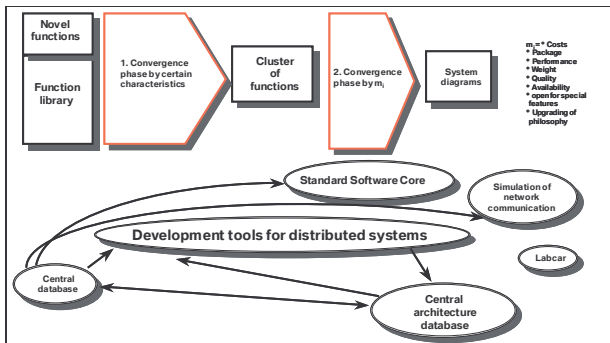 Novel
functions
Function
library
1. Convergence
phase by certain
characteristics
Cluster
of
functions
2. Convergence
phase by mi
System
diagrams
mi = * Costs
* Package
* Performance
* Weight
* Quality
* Availability
* open for special
features
* Upgrading of
philosophy
Standard Software Core
Simulation of
network
communication
Development tools for distributed systems
Labcar
Central
database
Central
architecture
database